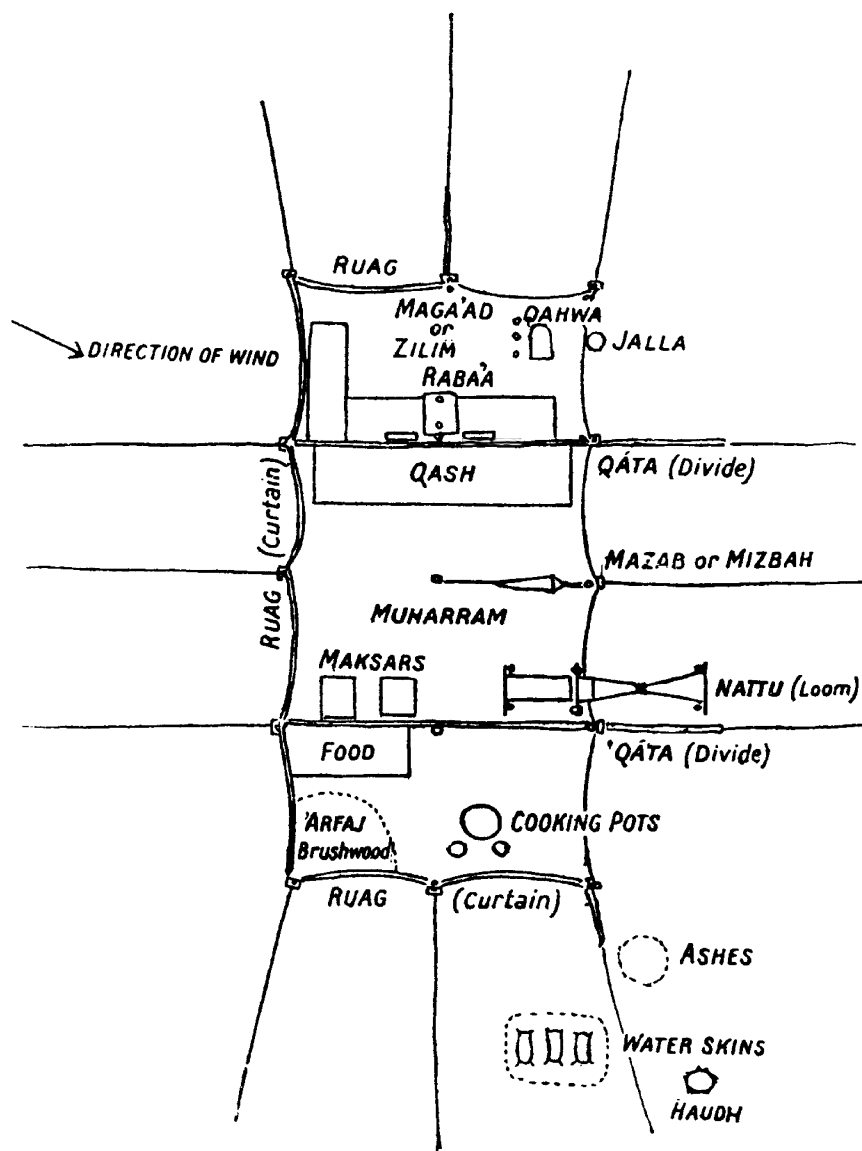 RUAG
MAGA'AD
or
ZILIM
QAHWA
JALLA
DIRECTION OF WIND
RABA'A
QASH
QÁTA (Divide)
(Curtain)
RUAG
MAZAB or MIZBAH
MUHARRAM
MAKSARS
NATTU (Loom)
FOOD
'QÁTA (Divide)
'ARFAJ
Brushwood
COOKING POTS
RUAG
(Curtain)
ASHES
WATER SKINS
HAUDH